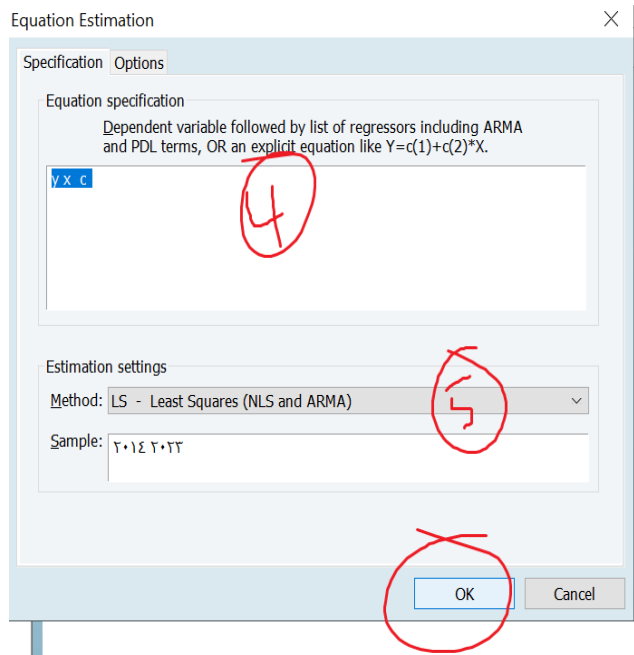 Equation Estimation
Specification Options
Equation specification
Dependent variable followed by list of regressors including ARMA
and PDL terms, OR an explicit equation like Y=c(1)+c(2)*X.
y x c
4
Estimation settings
Method: LS - Least Squares (NLS and ARMA)
5
Sample: ٢٠١٤ ٢٠٢٣
OK Cancel